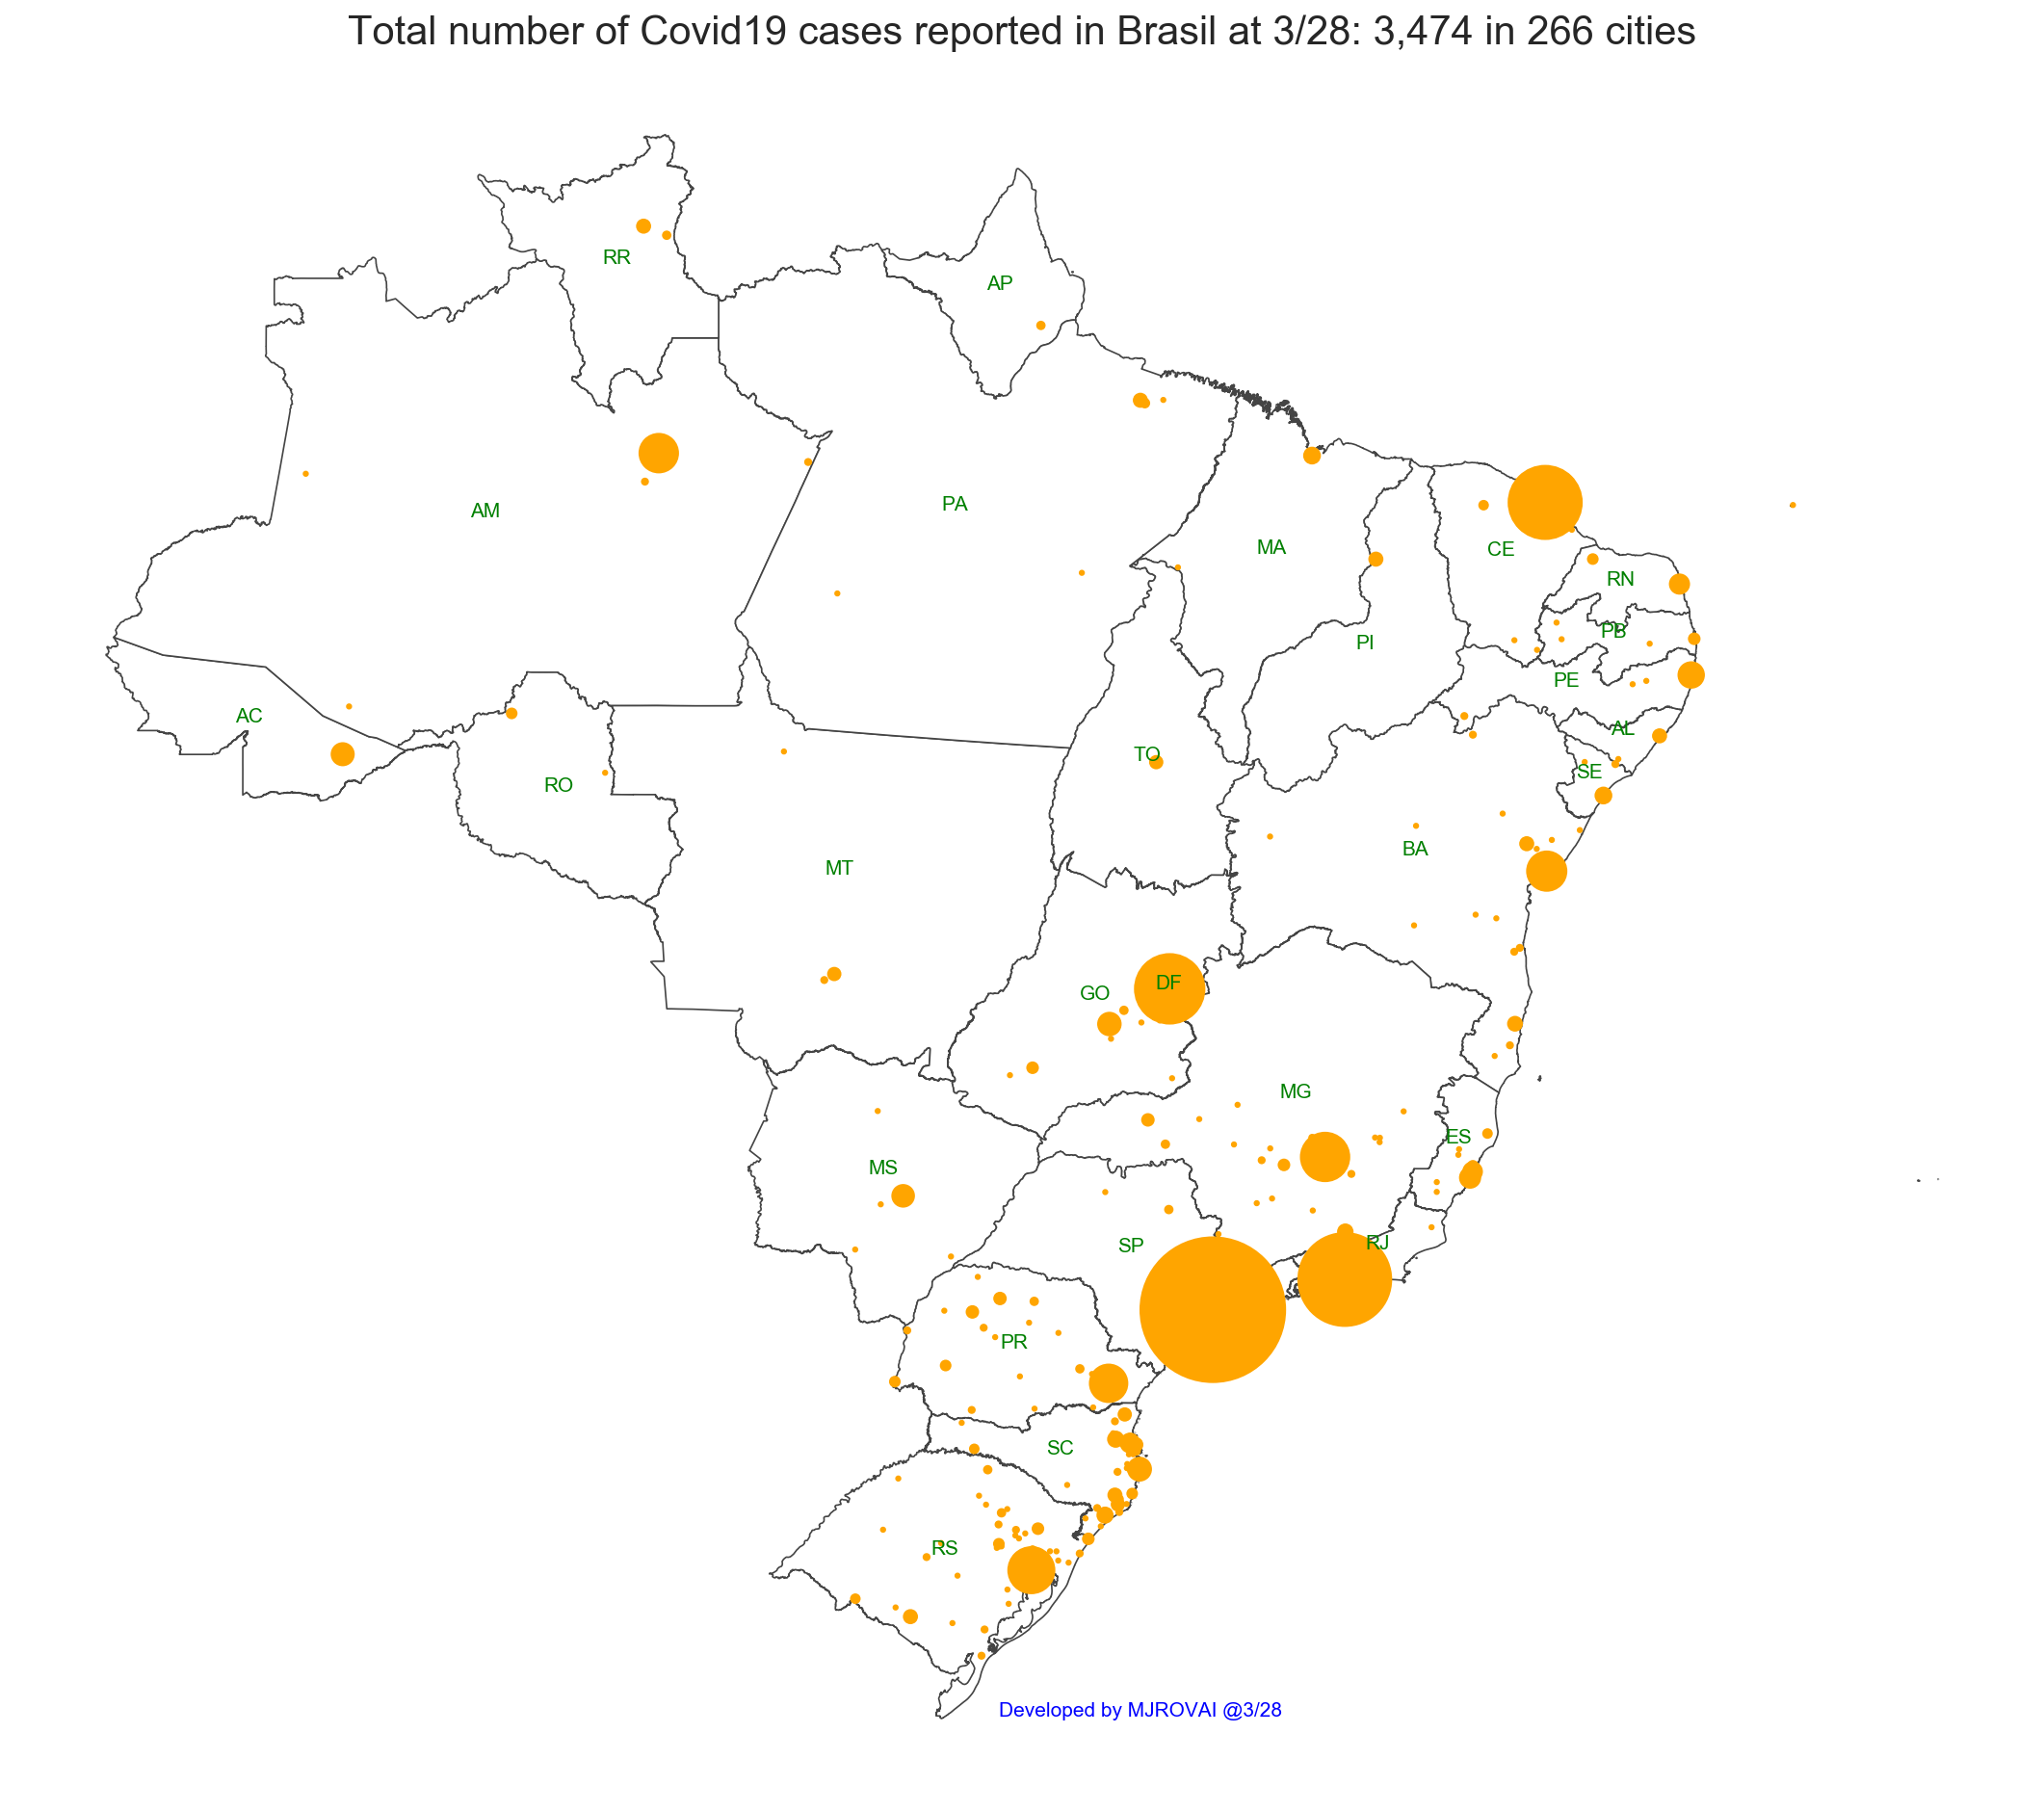 Total number of Covid19 cases reported in Brasil at 3/28: 3,474 in 266 cities
RR
AP
AM
PA
MA
CE
RN
PB
PI
PE
AC
AL
TO
SE
RO
BA
MT
DF
GO
MG
ES
MS
RJ
SP
PR
SC
RS
Developed by MJROVAI @3/28